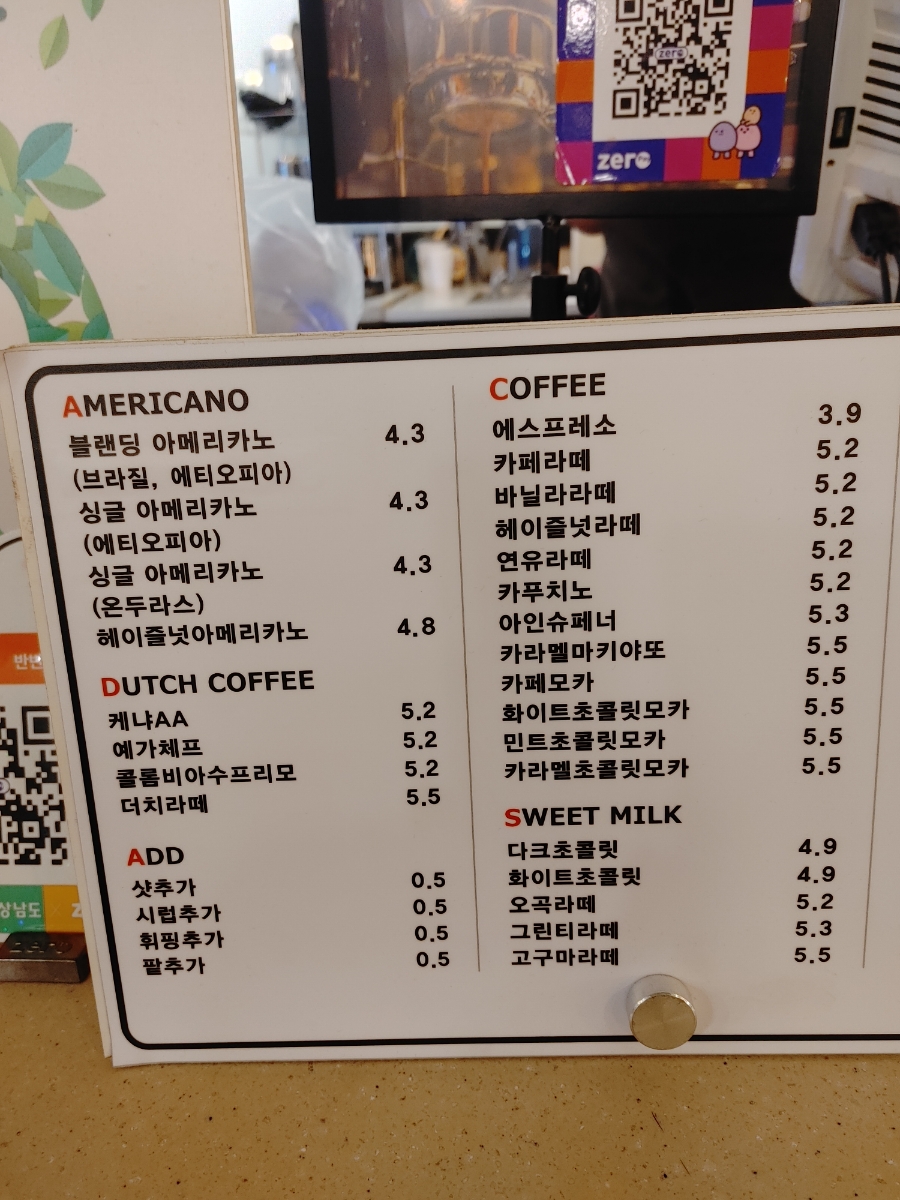 zero
zero
AMERICANO
블랜딩 아메리카노 4.3
(브라질, 에티오피아)
싱글 아메리카노 4.3
(에티오피아)
싱글 아메리카노 4.3
(온두라스)
헤이즐넛아메리카노 4.8
DUTCH COFFEE
케냐AA 5.2
예가체프 5.2
콜롬비아수프리모 5.2
더치라떼 5.5
ADD
샷추가 0.5
시럽추가 0.5
휘핑추가 0.5
팥추가 0.5
COFFEE
에스프레소 3.9
카페라떼 5.2
바닐라라떼 5.2
헤이즐넛라떼 5.2
연유라떼 5.2
카푸치노 5.2
아인슈페너 5.3
카라멜마키야또 5.5
카페모카 5.5
화이트초콜릿모카 5.5
민트초콜릿모카 5.5
카라멜초콜릿모카 5.5
SWEET MILK
다크초콜릿 4.9
화이트초콜릿 4.9
오곡라떼 5.2
그린티라떼 5.3
고구마라떼 5.5
상남도